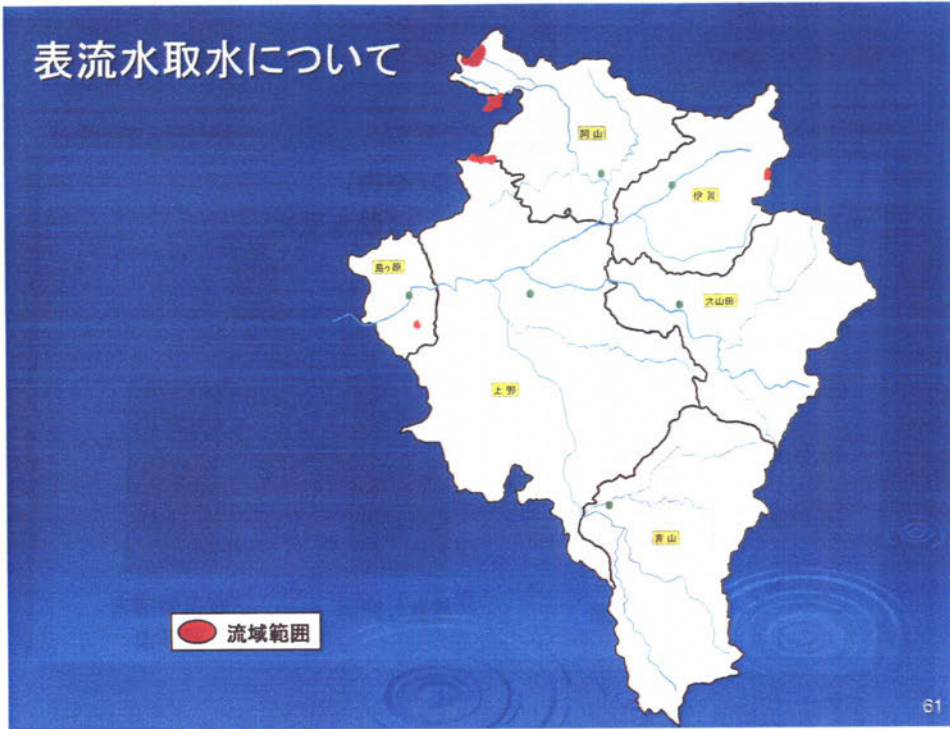 表流水取水について
阿山
伊賀
島ヶ原
大山田
上野
青山
流域範囲
61